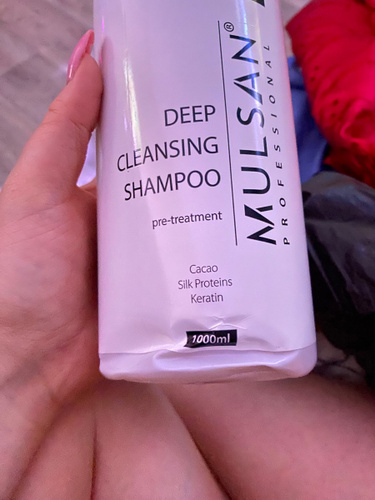 DEEP
CLEANSING
SHAMPOO
pre-treatment
Cacao
Silk Proteins
Keratin
1000ml
MULSAN®
PROFESSIONAL